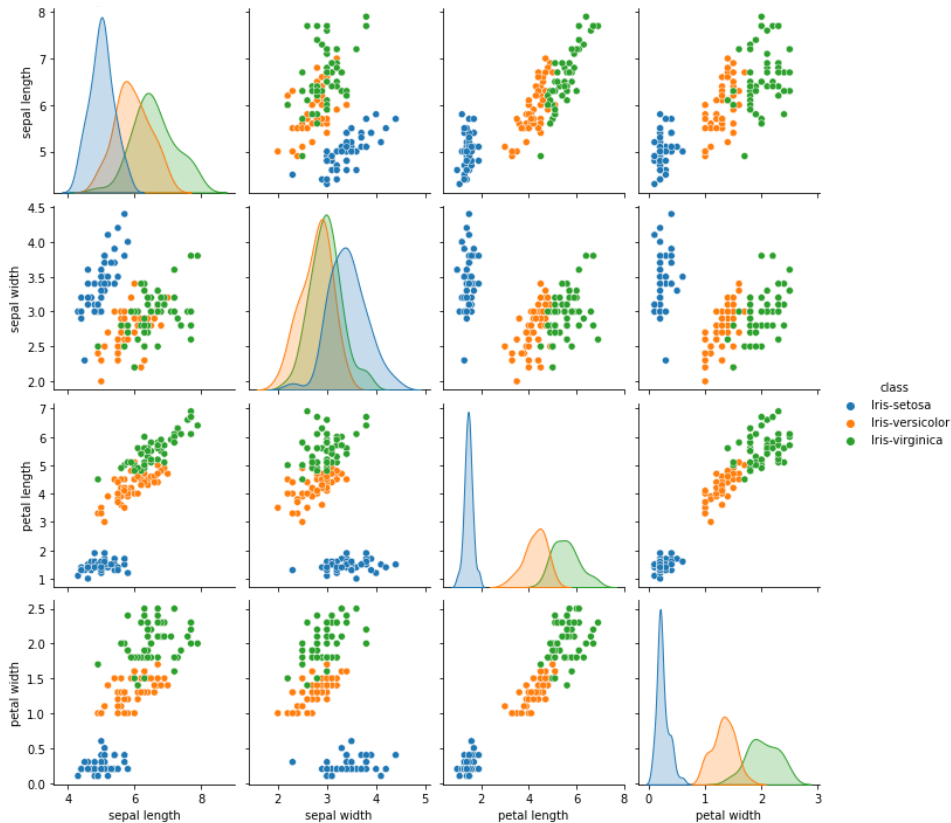 8
7
6
5
sepal length
4.5
4.0
3.5
3.0
2.5
2.0
sepal width
class
Iris-setosa
Iris-versicolor
Iris-virginica
7
6
5
4
3
2
1
petal length
2.5
2.0
1.5
1.0
0.5
0.0
petal width
4 6 8
sepal length
2 3 4 5
sepal width
2 4 6 8
petal length
0 1 2 3
petal width